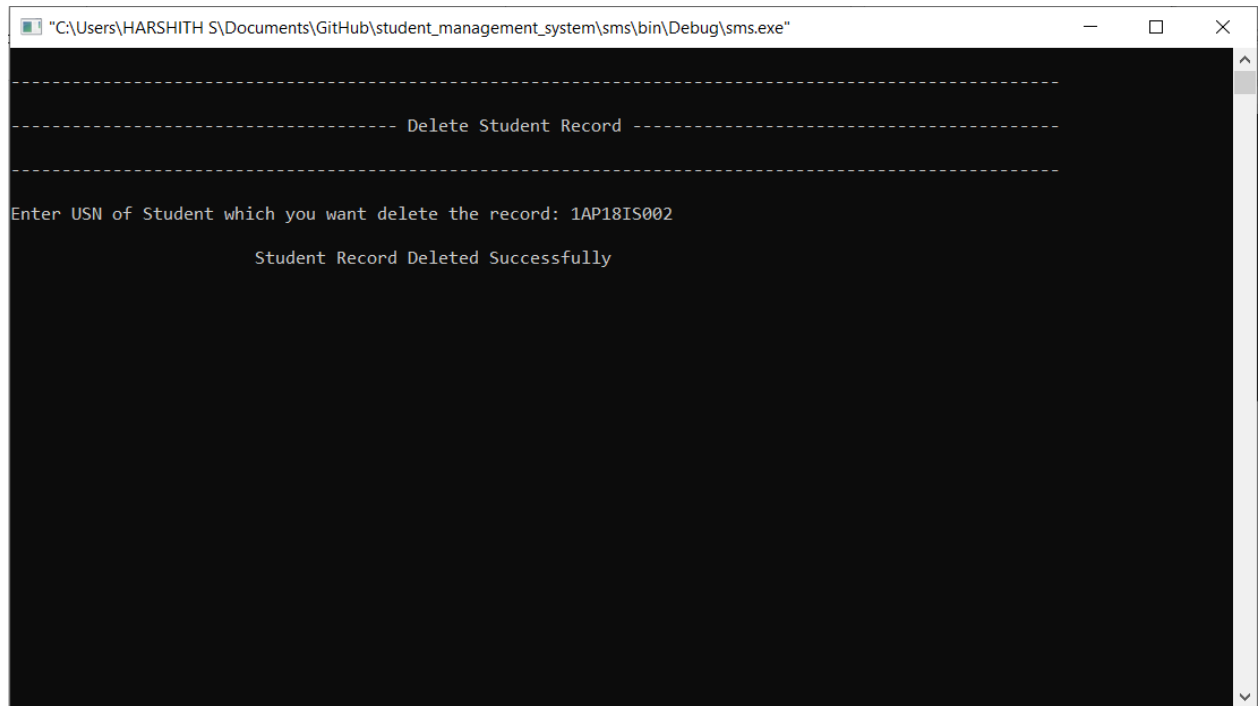 "C:\Users\HARSHITH S\Documents\GitHub\student_management_system\sms\bin\Debug\sms.exe"
-------------------------------------------------------------------------------------------------------
-------------------------------------- Delete Student Record ------------------------------------------
-------------------------------------------------------------------------------------------------------
Enter USN of Student which you want delete the record: 1AP18IS002
Student Record Deleted Successfully